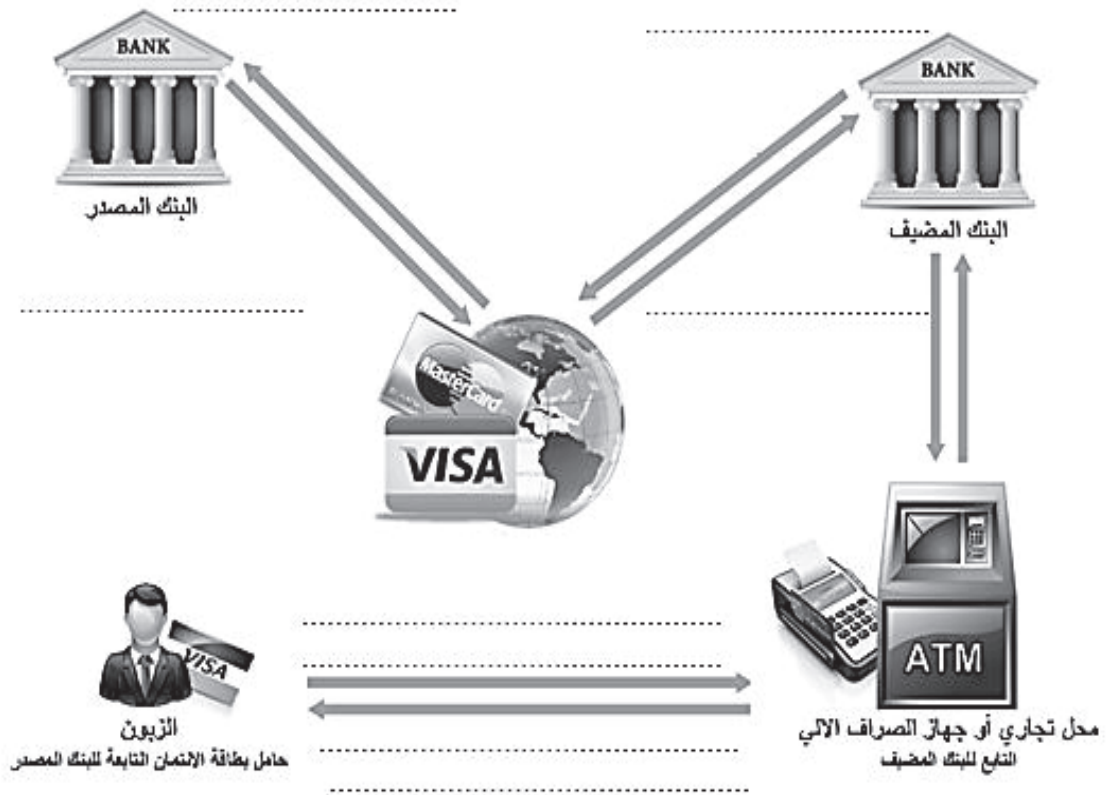 BANK
BANK
البنك المصدر
البنك المضيف
MasterCard
VISA
VISA
ATM
الزبون
حامل بطاقة الائتمان التابعة للبنك المصدر
محل تجاري أو جهاز الصراف الالي
التابع للبنك المضيف